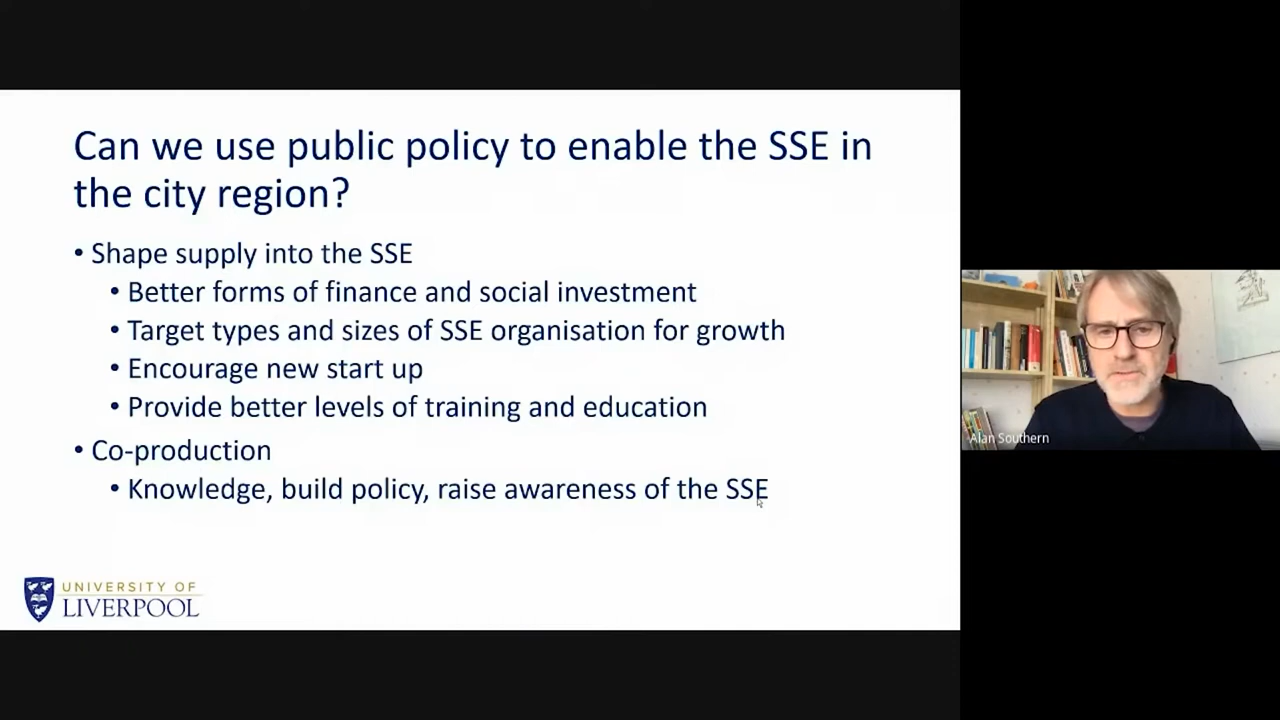 Can we use public policy to enable the SSE in
the city region?
• Shape supply into the SSE
• Better forms of finance and social investment
• Target types and sizes of SSE organisation for growth
• Encourage new start up
• Provide better levels of training and education
• Co-production
• Knowledge, build policy, raise awareness of the SSE
UNIVERSITY OF
LIVERPOOL
Alan Southern